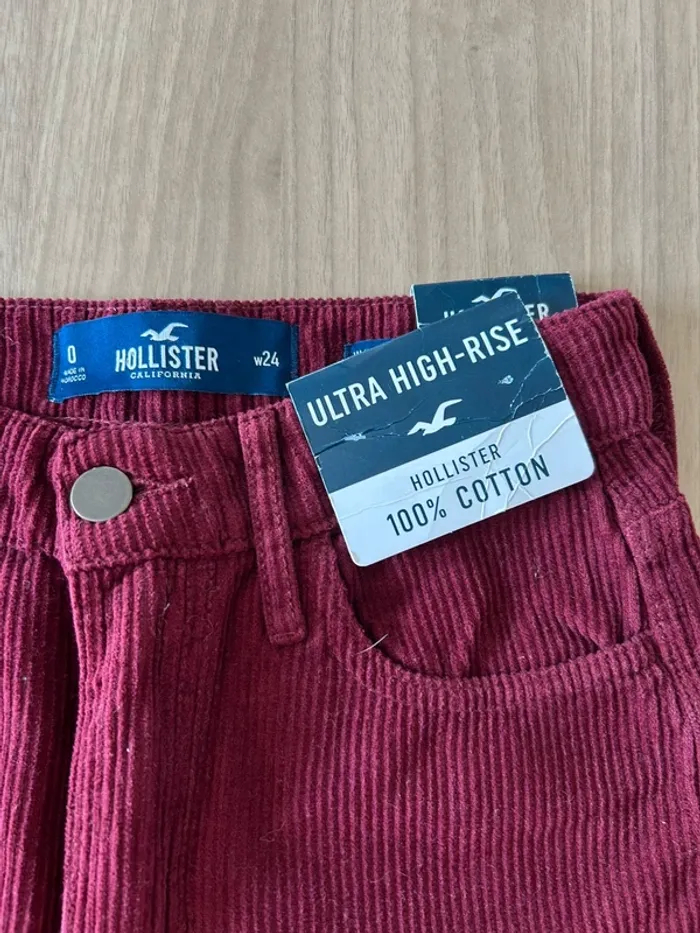 0
MADE IN
MOROCCO
HOLLISTER
CALIFORNIA
W24
ULTRA HIGH-RISE
HOLLISTER
100% COTTON